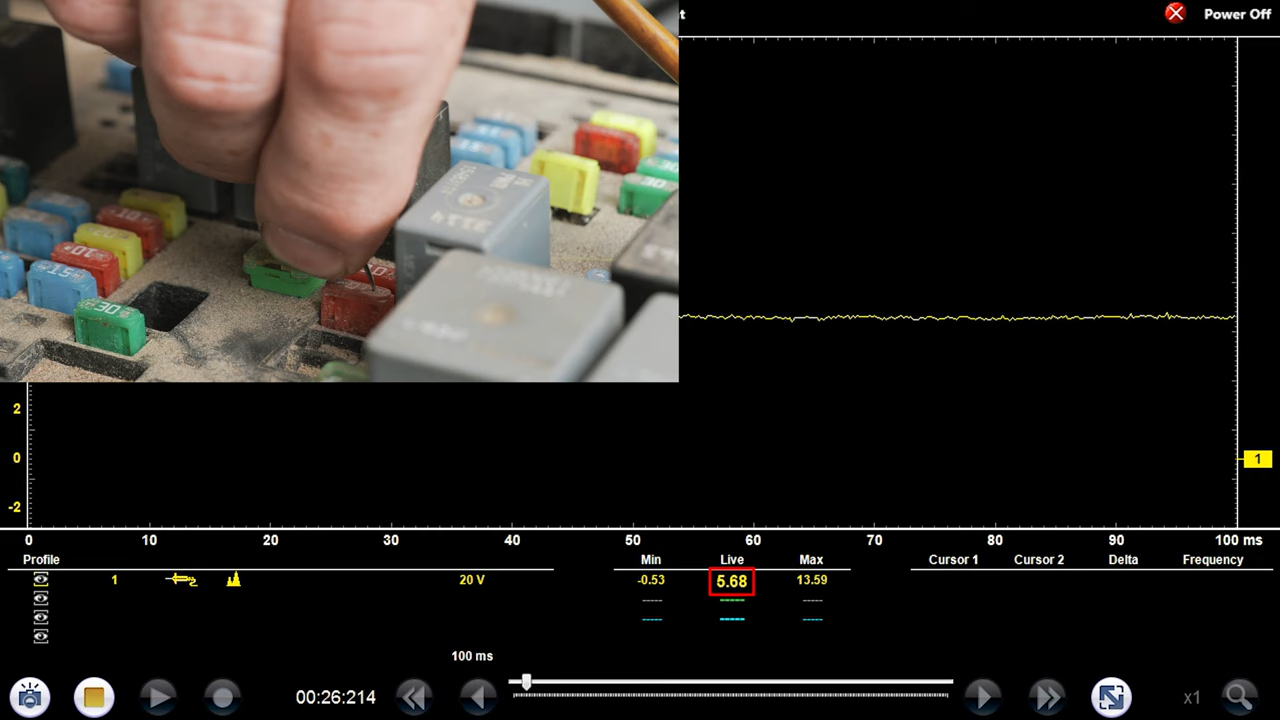 t
Power Off
2
0
-2
1
0 10 20 30 40 50 60 70 80 90 100 ms
Profile Min Live Max Cursor 1 Cursor 2 Delta Frequency
1 20 V -0.53 5.68 13.59
----- ----- -----
----- ----- -----
100 ms
00:26:214 x1